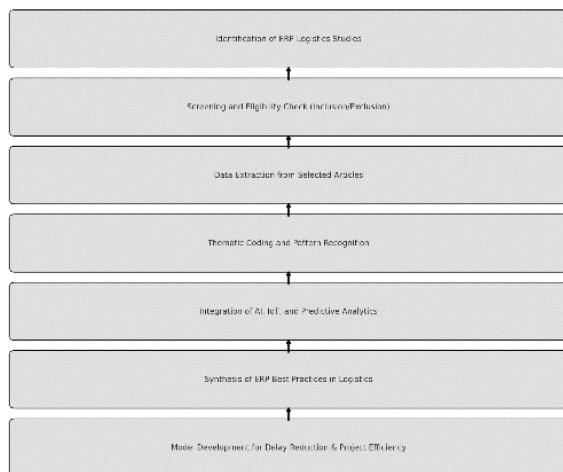 Identification of ERP Logistics Studies
Screening and Eligibility Check (Inclusion/Exclusion)
Data Extraction from Selected Articles
Thematic Coding and Pattern Recognition
Integration of AI, IoT, and Predictive Analytics
Synthesis of ERP Best Practices in Logistics
Model Development for Delay Reduction & Project Efficiency